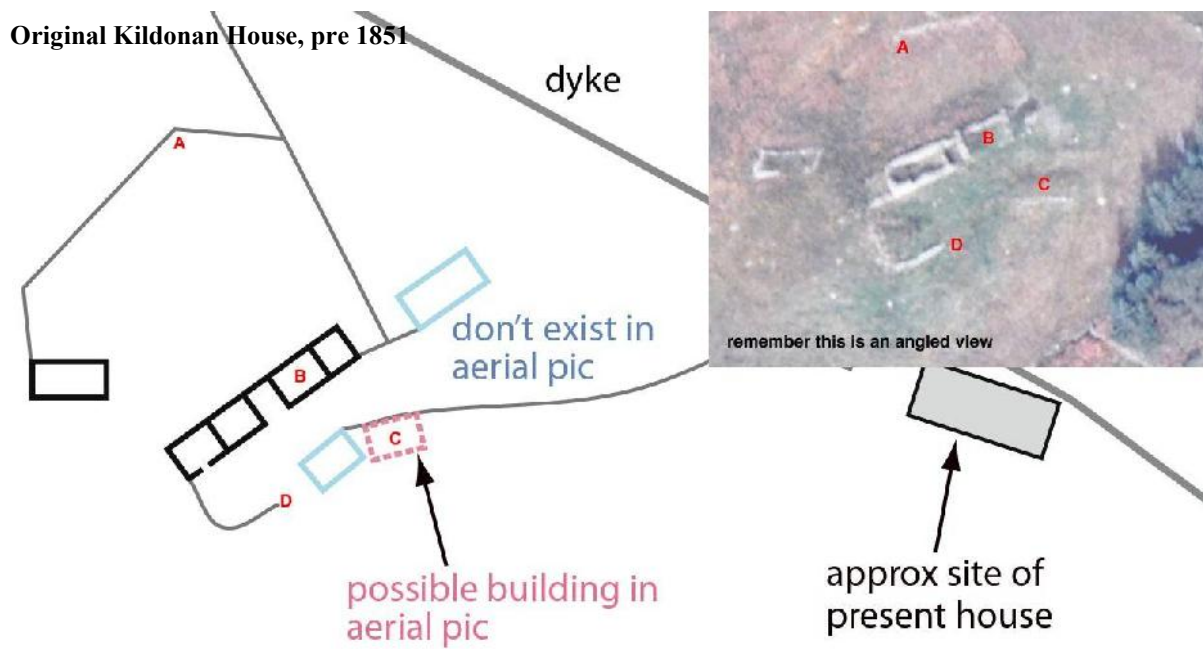 Original Kildonan House, pre 1851
dyke
A
A
B
C
D
remember this is an angled view
don't exist in
aerial pic
B
C
D
possible building in
aerial pic
approx site of
present house